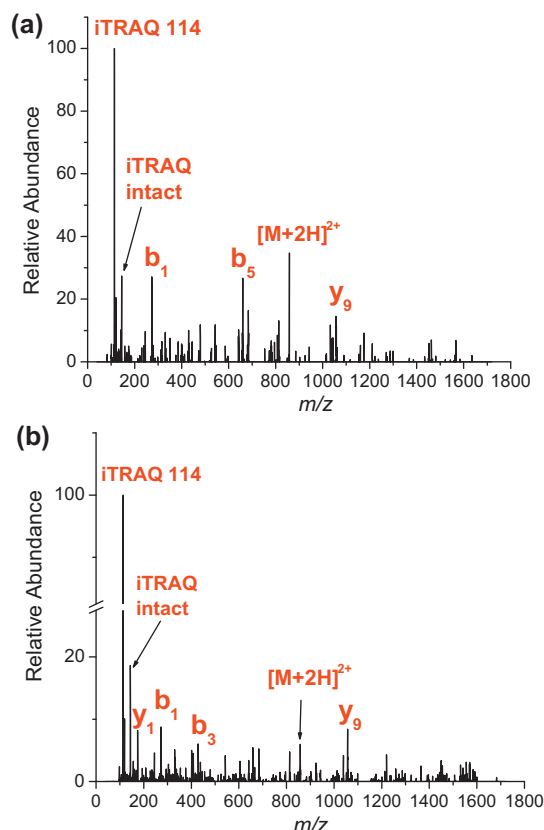 (a)
iTRAQ 114
100
80
60
40
20
0
Relative Abundance
iTRAQ
intact
b1
b5
[M+2H]2+
y9
0 200 400 600 800 1000 1200 1400 1600 1800
m/z
(b)
iTRAQ 114
100
20
0
Relative Abundance
iTRAQ
intact
y1
b1
b3
[M+2H]2+
y9
0 200 400 600 800 1000 1200 1400 1600 1800
m/z